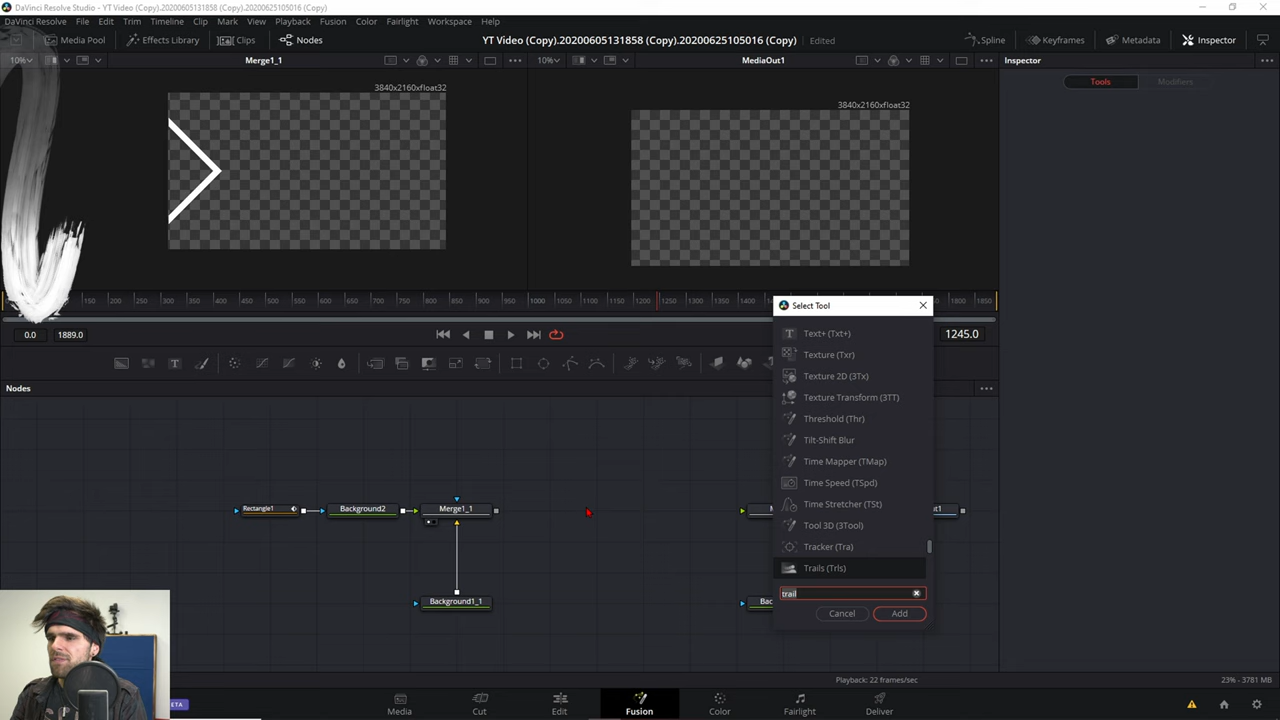 DaVinci Resolve Studio - YT Video (Copy).20200605131858 (Copy).20200625105016 (Copy)
DaVinci Resolve File Edit Trim Timeline Clip Mark View Playback Fusion Color Fairlight Workspace Help
Media Pool Effects Library Clips Nodes YT Video (Copy).20200605131858 (Copy).20200625105016 (Copy) Edited Spline Keyframes Metadata Inspector
10% Merge1_1 10% MediaOut1 Inspector
Tools Modifiers
3840x2160xfloat32
3840x2160xfloat32
150 200 250 300 350 400 450 500 550 600 650 700 750 800 850 900 950 1000 1050 1100 1150 1200 1250 1300 1350 1400 1800 1850
Select Tool
0.0 1889.0 1245.0
Text+ (Txt+)
Texture (Txr)
Texture 2D (3Tx)
Texture Transform (3TT)
Threshold (Thr)
Tilt-Shift Blur
Time Mapper (TMap)
Time Speed (TSpd)
Time Stretcher (TSt)
Tool 3D (3Tool)
Tracker (Tra)
Trails (Trls)
trail
Cancel Add
Nodes
Rectangle1 Background2 Merge1_1
Background1_1
Playback: 22 frames/sec 23% - 3781 MB
BETA Media Cut Edit Fusion Color Fairlight Deliver